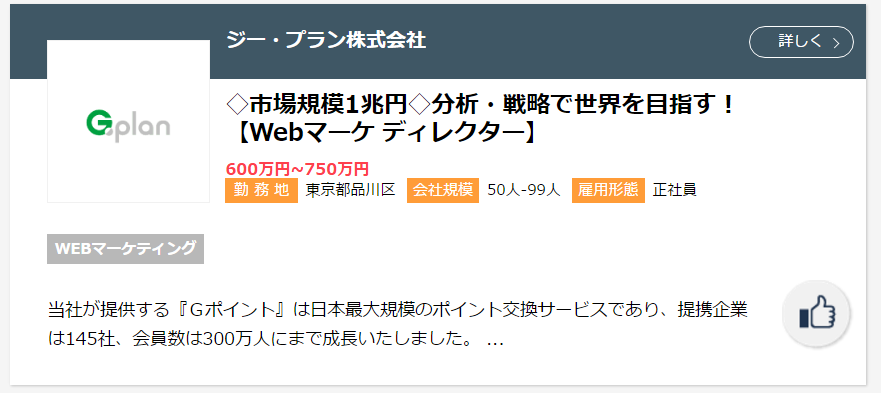 ジー・プラン株式会社
詳しく
Gplan
◇市場規模1兆円◇分析・戦略で世界を目指す！
【Webマーケ ディレクター】
600万円~750万円
勤 務 地 東京都品川区 会社規模 50人-99人 雇用形態 正社員
WEBマーケティング
当社が提供する『Ｇポイント』は日本最大規模のポイント交換サービスであり、提携企業
は145社、会員数は300万人にまで成長いたしました。 …